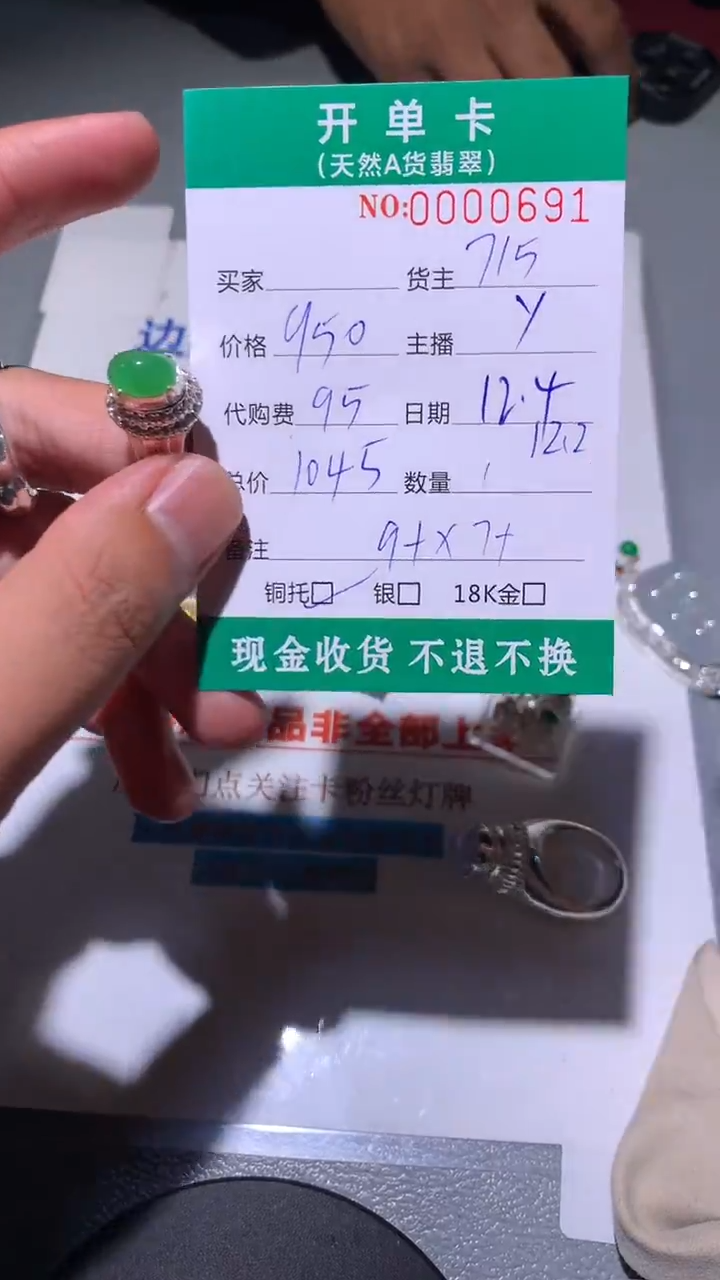 开单卡
(天然A货翡翠)
NO:0000691
买家 货主 715
价格 950 主播 Y
代购费 95 日期 12.4
12.2
总价 1045 数量 1
备注 9+x7+
铜托☑ 银□ 18K金□
现金收货 不退不换
边
品非全部上
点关注卡粉丝灯牌